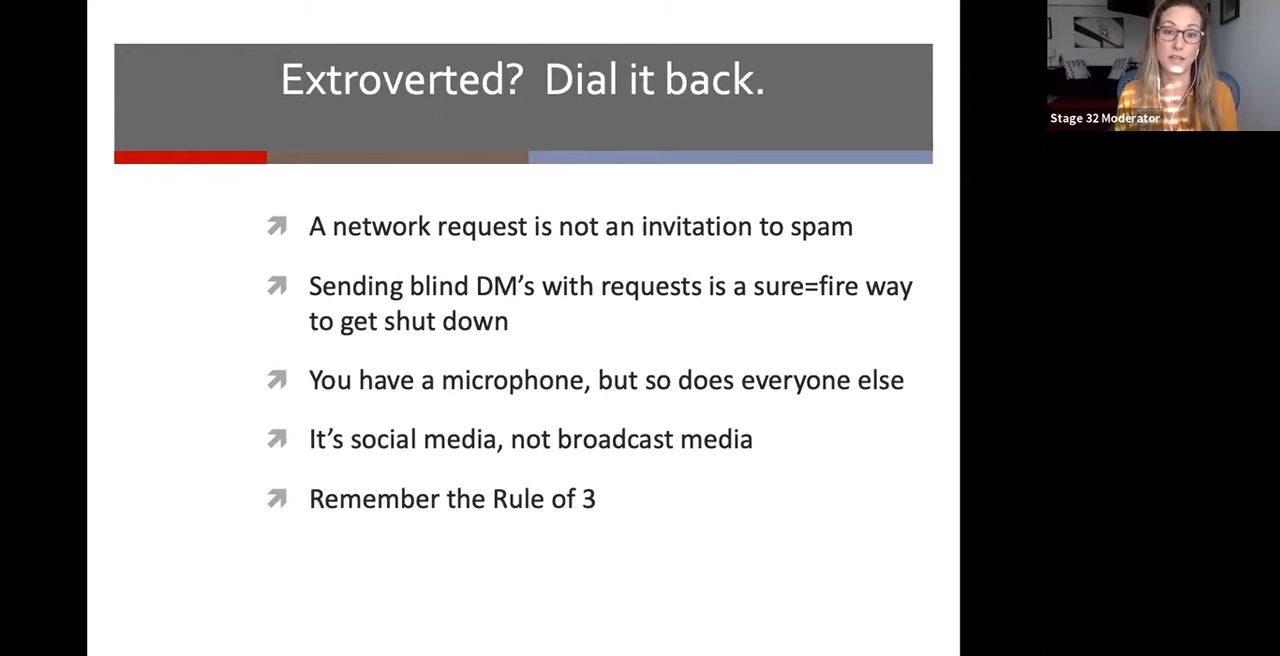 Extroverted? Dial it back.
Stage 32 Moderator
A network request is not an invitation to spam
Sending blind DM’s with requests is a sure=fire way
to get shut down
You have a microphone, but so does everyone else
It’s social media, not broadcast media
Remember the Rule of 3